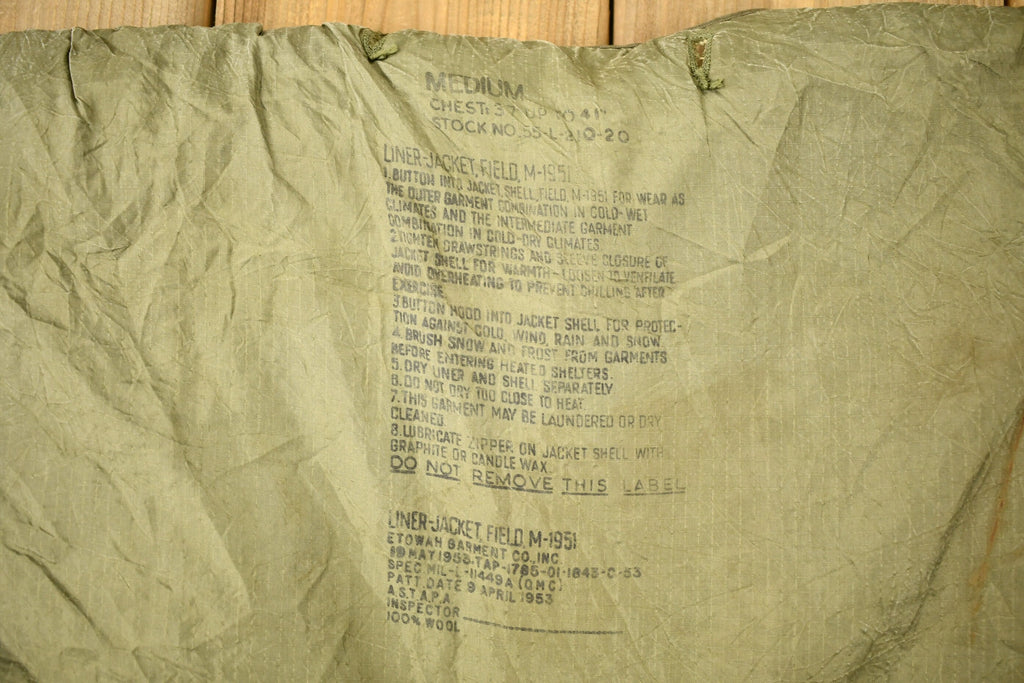 MEDIUM
CHEST: 37 UP TO 41"
STOCK NO. 55-L-210-20
LINER-JACKET, FIELD, M-1951
1. BUTTON INTO JACKET, SHELL, FIELD, M-1951 FOR WEAR AS
THE OUTER GARMENT COMBINATION IN COLD-WET
CLIMATES AND THE INTERMEDIATE GARMENT
COMBINATION IN COLD-DRY CLIMATES
2. TIGHTEN DRAWSTRINGS AND SLEEVE CLOSURE OF
JACKET SHELL FOR WARMTH-LOOSEN TO VENTILATE
AVOID OVERHEATING TO PREVENT CHILLING AFTER
EXERCISE.
3. BUTTON HOOD INTO JACKET SHELL FOR PROTEC-
TION AGAINST COLD, WIND, RAIN AND SNOW.
4. BRUSH SNOW AND FROST FROM GARMENTS
BEFORE ENTERING HEATED SHELTERS.
5. DRY LINER AND SHELL SEPARATELY
6. DO NOT DRY TOO CLOSE TO HEAT.
7. THIS GARMENT MAY BE LAUNDERED OR DRY
CLEANED.
8. LUBRICATE ZIPPER ON JACKET SHELL WITH
GRAPHITE OR CANDLE WAX.
DO NOT REMOVE THIS LABEL
LINER-JACKET, FIELD, M-1951
ETOWAH GARMENT CO., INC.
MAY 1953, TAP-1785-01-1843-C-53
SPEC MIL-L-11449A (QMC)
PATT. DATE 9 APRIL 1953
A.S.T.A.P.A.
INSPECTOR
100% WOOL